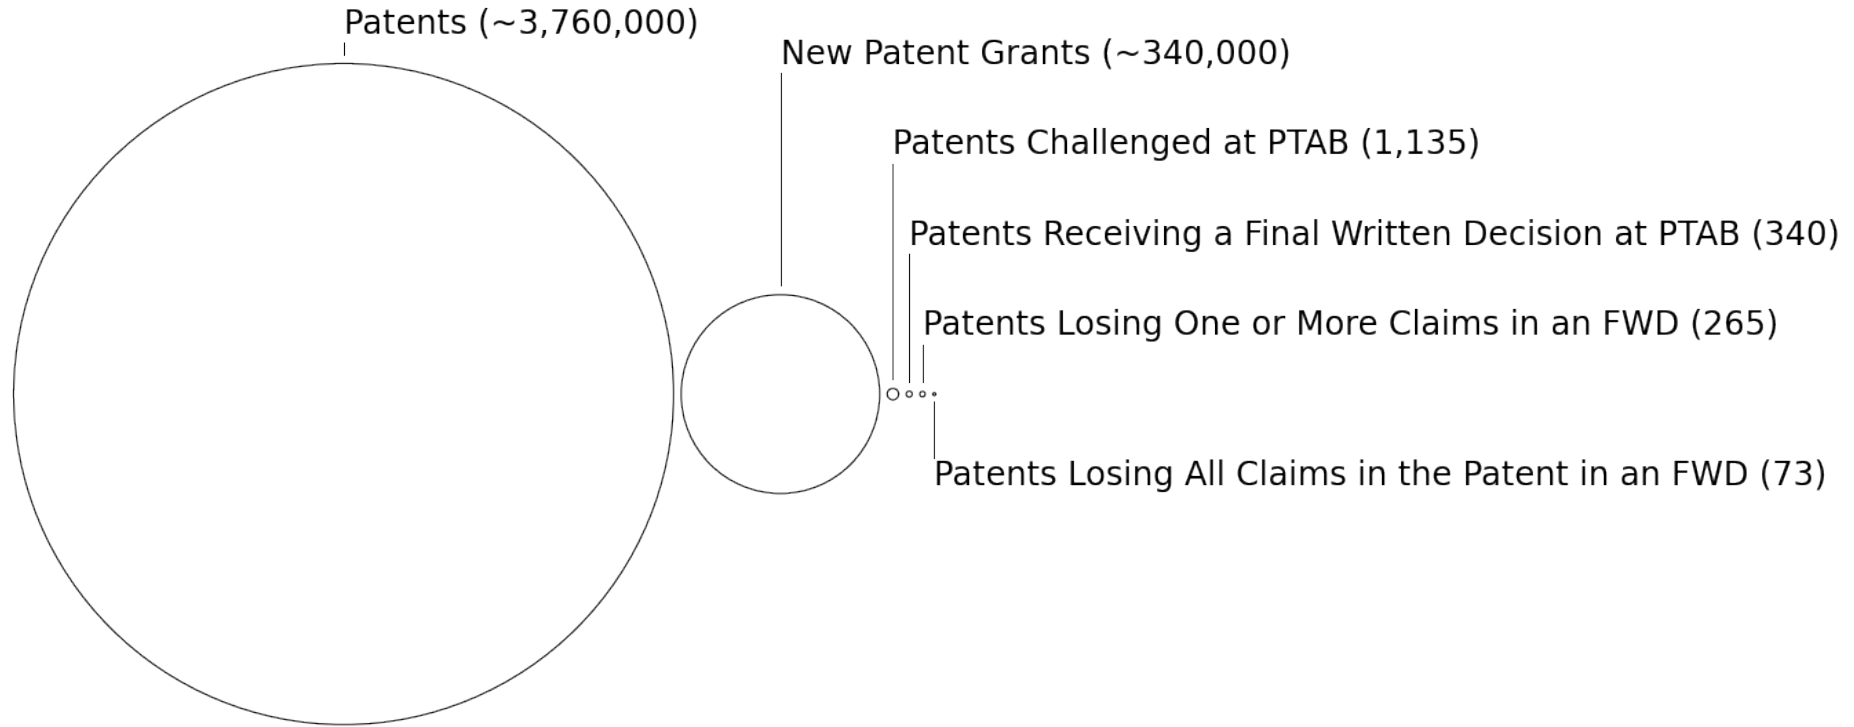 Patents (~3,760,000)
New Patent Grants (~340,000)
Patents Challenged at PTAB (1,135)
Patents Receiving a Final Written Decision at PTAB (340)
Patents Losing One or More Claims in an FWD (265)
Patents Losing All Claims in the Patent in an FWD (73)